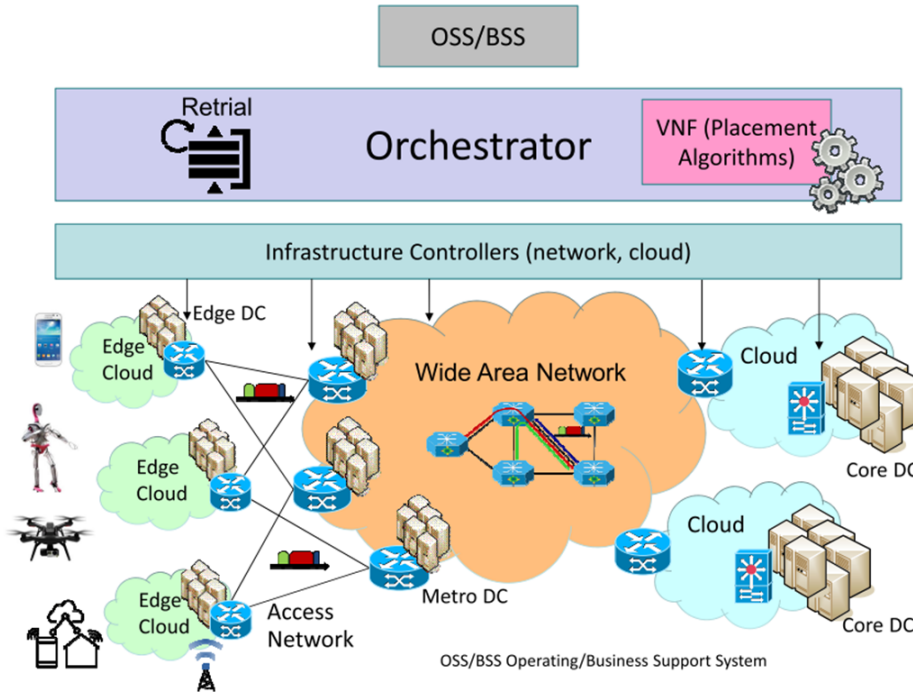 OSS/BSS
Retrial
Orchestrator
VNF (Placement
Algorithms)
Infrastructure Controllers (network, cloud)
Edge DC
Edge
Cloud
Wide Area Network
Cloud
Core DC
Edge
Cloud
Cloud
Metro DC
Edge
Cloud
Access
Network
Core DC
OSS/BSS Operating/Business Support System